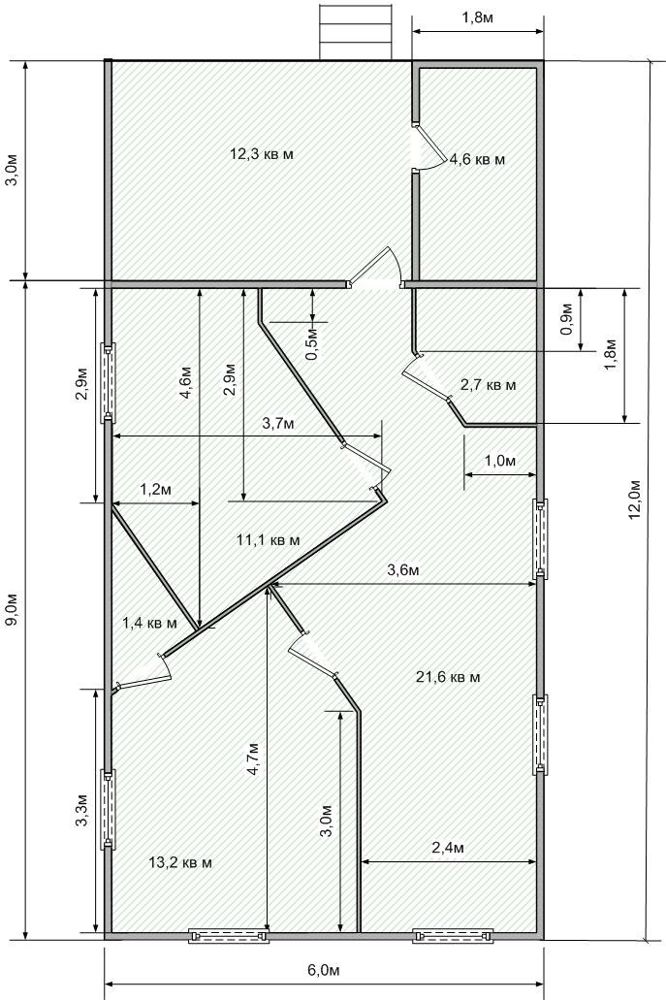 1,8м
12,3 кв м
4,6 кв м
3,0м
0,9м
0,5м
1,8м
2,9м
4,6м
2,9м
2,7 кв м
3,7м
1,0м
1,2м
12,0м
11,1 кв м
3,6м
9,0м
1,4 кв м
21,6 кв м
4,7м
3,3м
3,0м
2,4м
13,2 кв м
6,0м